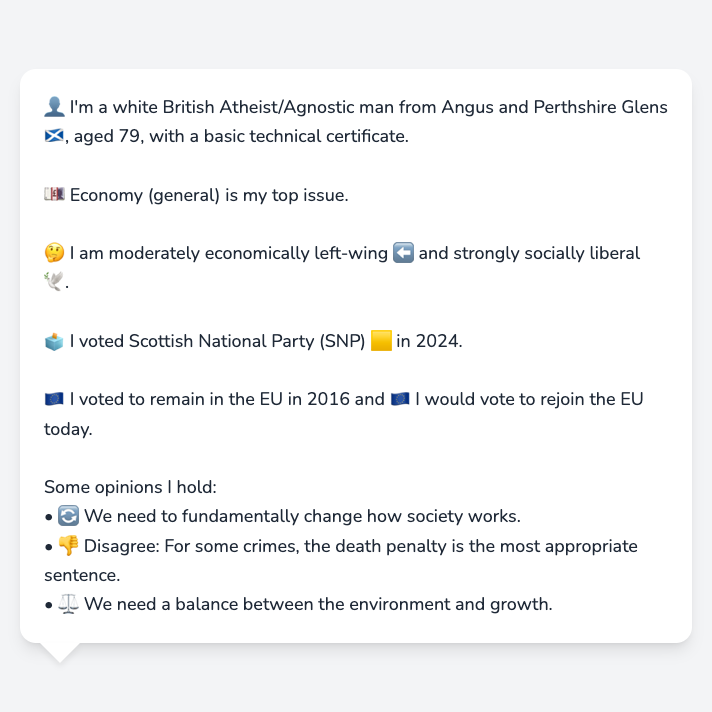 👤 I'm a white British Atheist/Agnostic man from Angus and Perthshire Glens
🏴󠁧󠁢󠁳󠁣󠁴󠁿, aged 79, with a basic technical certificate.
💷 Economy (general) is my top issue.
🤔 I am moderately economically left-wing ⬅️ and strongly socially liberal
🕊️.
🗳️ I voted Scottish National Party (SNP) 🟨 in 2024.
🇪🇺 I voted to remain in the EU in 2016 and 🇪🇺 I would vote to rejoin the EU
today.
Some opinions I hold:
• 🔄 We need to fundamentally change how society works.
• 👎 Disagree: For some crimes, the death penalty is the most appropriate
sentence.
• ⚖️ We need a balance between the environment and growth.